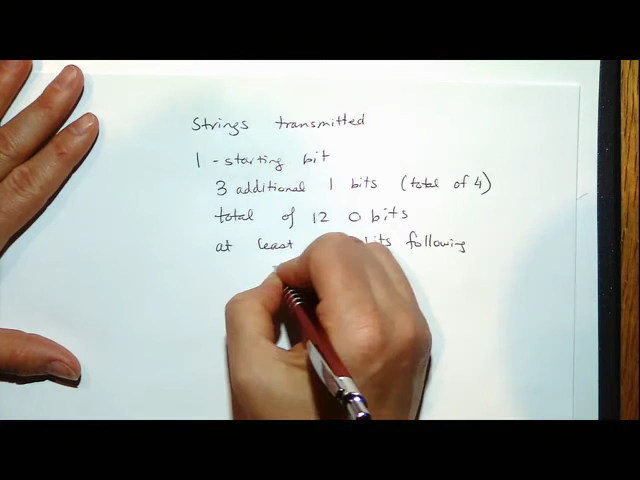 Strings transmitted
1 - starting bit
3 additional 1 bits (total of 4)
total of 12 0 bits
at least bits following